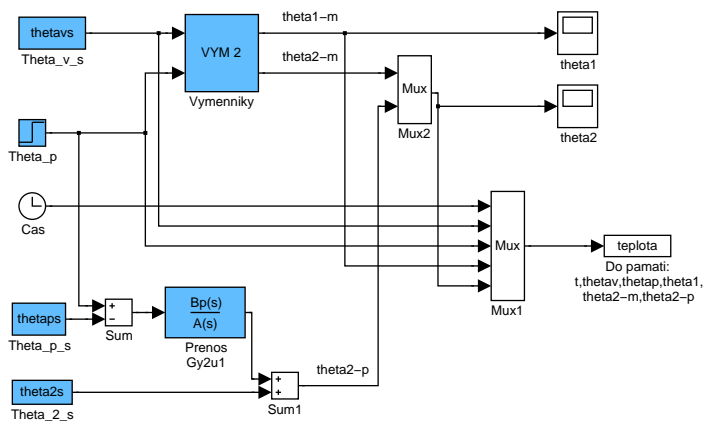 theta1−m
thetavs
VYM 2
Theta_v_s
theta2−m
theta1
Vymenniky
Mux
Mux2
theta2
Theta_p
Cas
Mux
teplota
Mux1
Do pamati:
t,thetav,thetap,theta1,
theta2−m,theta2−p
thetaps
+
−
Sum
Bp(s)
A(s)
Theta_p_s
Prenos
Gy2u1
theta2−p
theta2s
+
+
Theta_2_s
Sum1